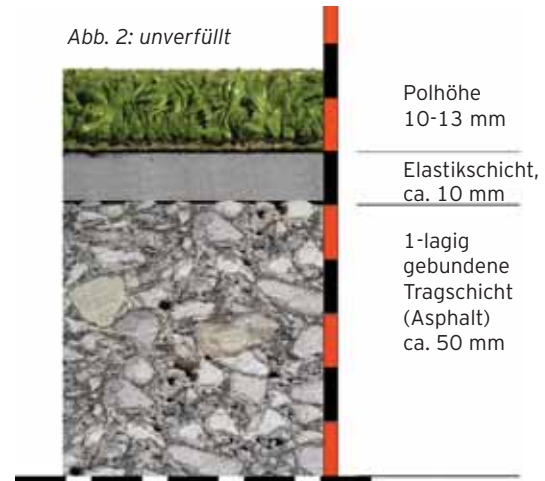 Abb. 2: unverfüllt
Polhöhe
10-13 mm
Elastikschicht,
ca. 10 mm
1-lagig
gebundene
Tragschicht
(Asphalt)
ca. 50 mm